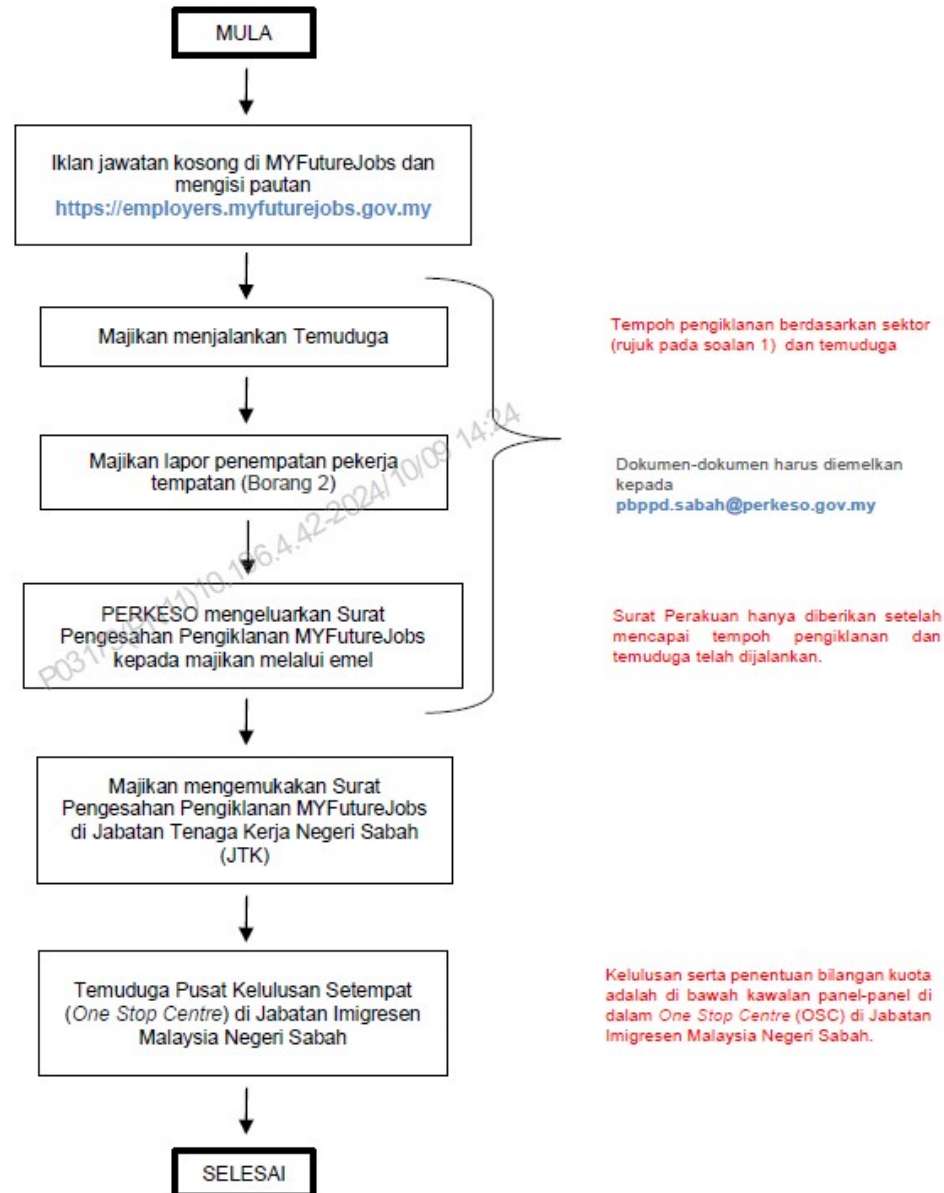 MULA
Iklan jawatan kosong di MYFutureJobs dan
mengisi pautan
https://employers.myfuturejobs.gov.my
Majikan menjalankan Temuduga
Tempoh pengiklanan berdasarkan sektor
(rujuk pada soalan 1) dan temuduga
Majikan lapor penempatan pekerja
tempatan (Borang 2)
Dokumen-dokumen harus diemelkan
kepada
pbppd.sabah@perkeso.gov.my
PERKESO mengeluarkan Surat
Pengesahan Pengiklanan MYFutureJobs
kepada majikan melalui emel
Surat Perakuan hanya diberikan setelah
mencapai tempoh pengiklanan dan
temuduga telah dijalankan.
Majikan mengemukakan Surat
Pengesahan Pengiklanan MYFutureJobs
di Jabatan Tenaga Kerja Negeri Sabah
(JTK)
Temuduga Pusat Kelulusan Setempat
(One Stop Centre) di Jabatan Imigresen
Malaysia Negeri Sabah
Kelulusan serta penentuan bilangan kuota
adalah di bawah kawalan panel-panel di
dalam One Stop Centre (OSC) di Jabatan
Imigresen Malaysia Negeri Sabah.
SELESAI